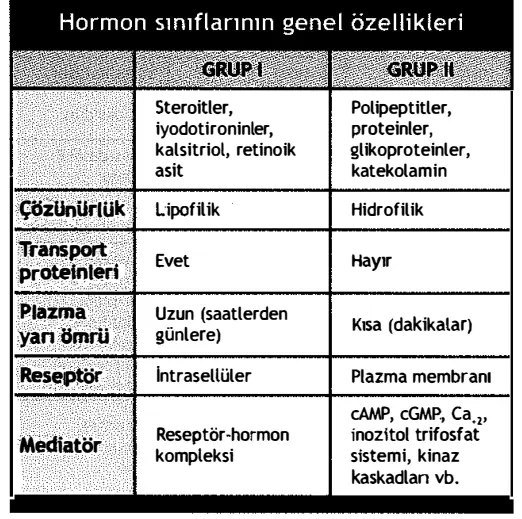 Hormon sınıflarının genel özellikleri
GRUP I
GRUP II
Steroitler,
iyodotironinler,
kalsitriol, retinoik
asit
Polipeptitler,
proteinler,
glikoproteinler,
katekolamin
Çözünürlük
Lipofilik
Hidrofilik
Transport
proteinleri
Evet
Hayır
Plazma
yarı ömrü
Uzun (saatlerden
günlere)
Kısa (dakikalar)
Reseptör
İntrasellüler
Plazma membranı
Mediatör
Reseptör-hormon
kompleksi
cAMP, cGMP, Ca₊₂,
inozitol trifosfat
sistemi, kinaz
kaskadları vb.